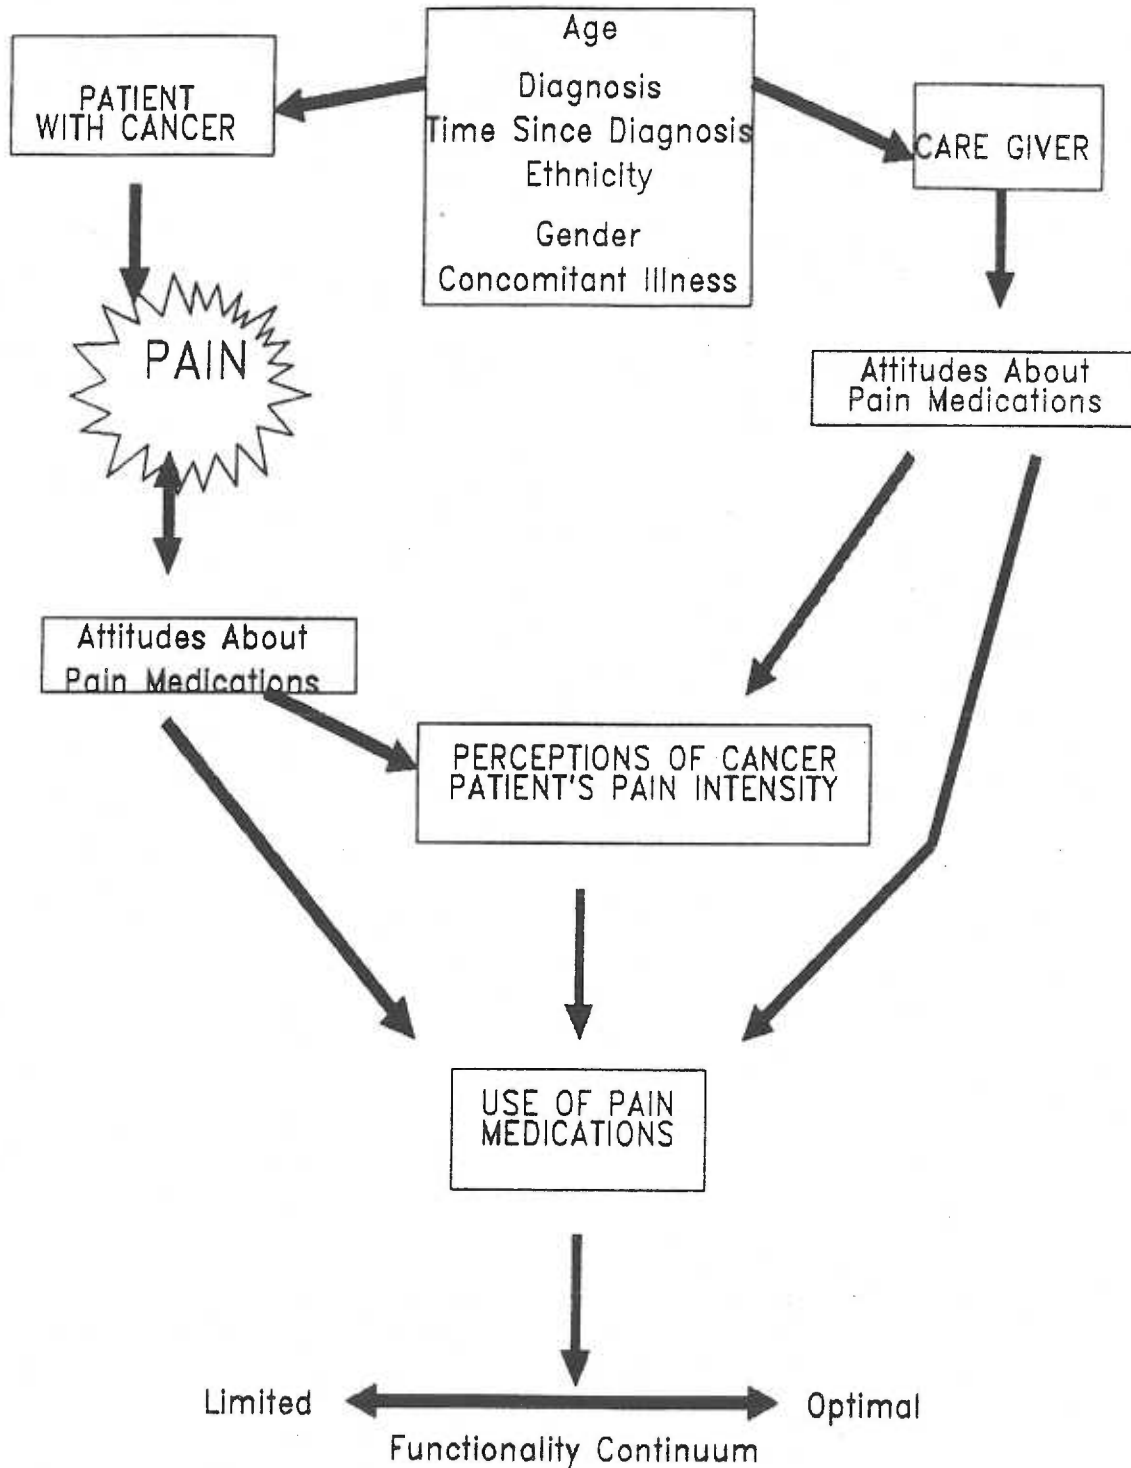 Age
Diagnosis
Time Since Diagnosis
Ethnicity
Gender
Concomitant Illness
PATIENT
WITH CANCER
CARE GIVER
PAIN
Attitudes About
Pain Medications
Attitudes About
Pain Medications
PERCEPTIONS OF CANCER
PATIENT'S PAIN INTENSITY
USE OF PAIN
MEDICATIONS
Limited
Optimal
Functionality Continuum